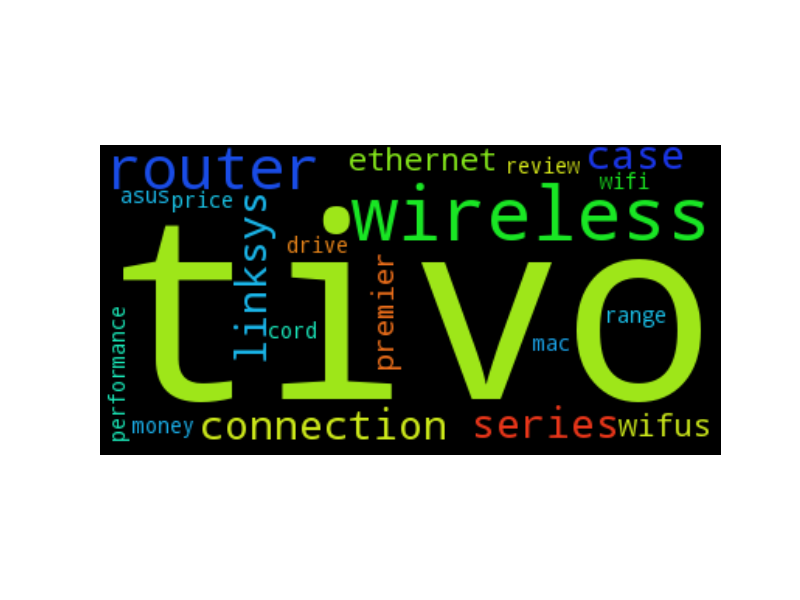 router
ethernet
review
case
wifi
asus
price
linksys
wireless
drive
tivo
premier
cord
range
mac
performance
money
connection
series
wifus